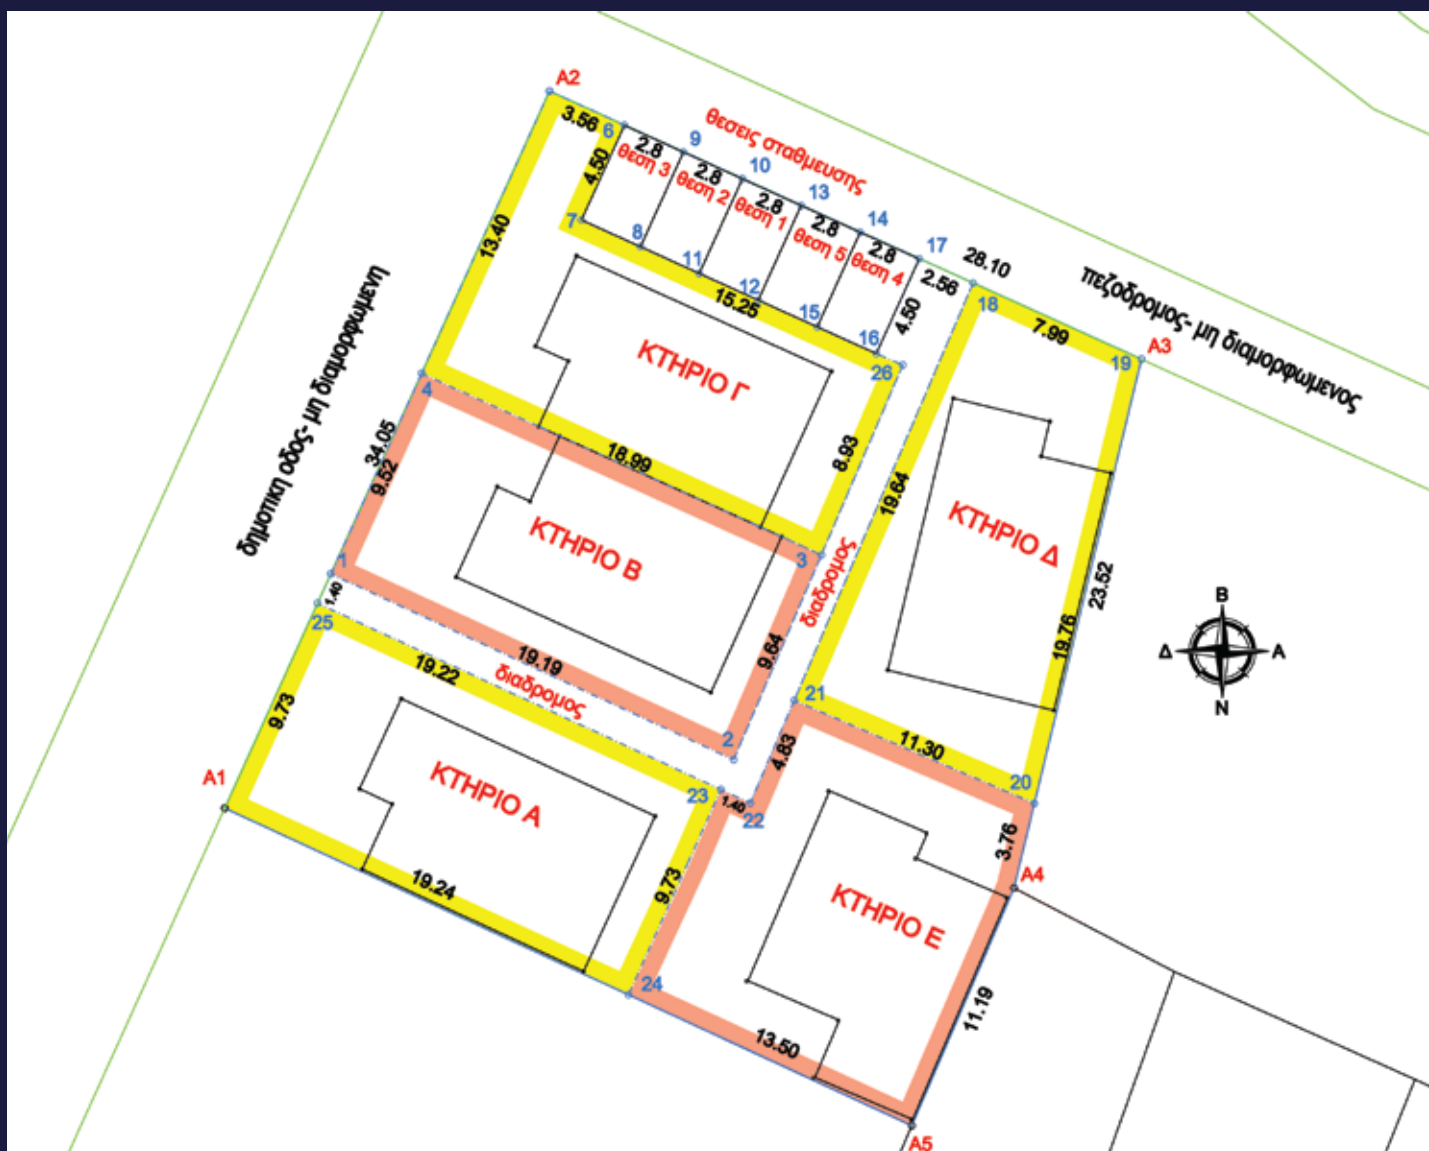 A2
3.56
6
θεσεις σταθμευσης
2.8
9
θεση 3
4.50
2.8
10
θεση 2
2.8
13
θεση 1
2.8
14
θεση 5
2.8
17
θεση 4
7
8
11
12
15
16
2.56
28.10
4.50
18
7.99
19
A3
πεζοδρομος- μη διαμορφωμενος
13.40
15.25
26
ΚΤΗΡΙΟ Γ
δημοτικη οδος- μη διαμορφωμενη
4
34.05
9.52
18.99
8.93
19.64
ΚΤΗΡΙΟ Δ
ΚΤΗΡΙΟ Β
3
διαδρομος
23.52
19.76
1
1.40
25
19.19
9.64
19.22
διαδρομος
2
21
Β
Δ
Α
Ν
9.73
4.83
11.30
20
A1
ΚΤΗΡΙΟ Α
23
1.40
22
3.76
A4
19.24
9.73
ΚΤΗΡΙΟ Ε
24
13.50
11.19
A5